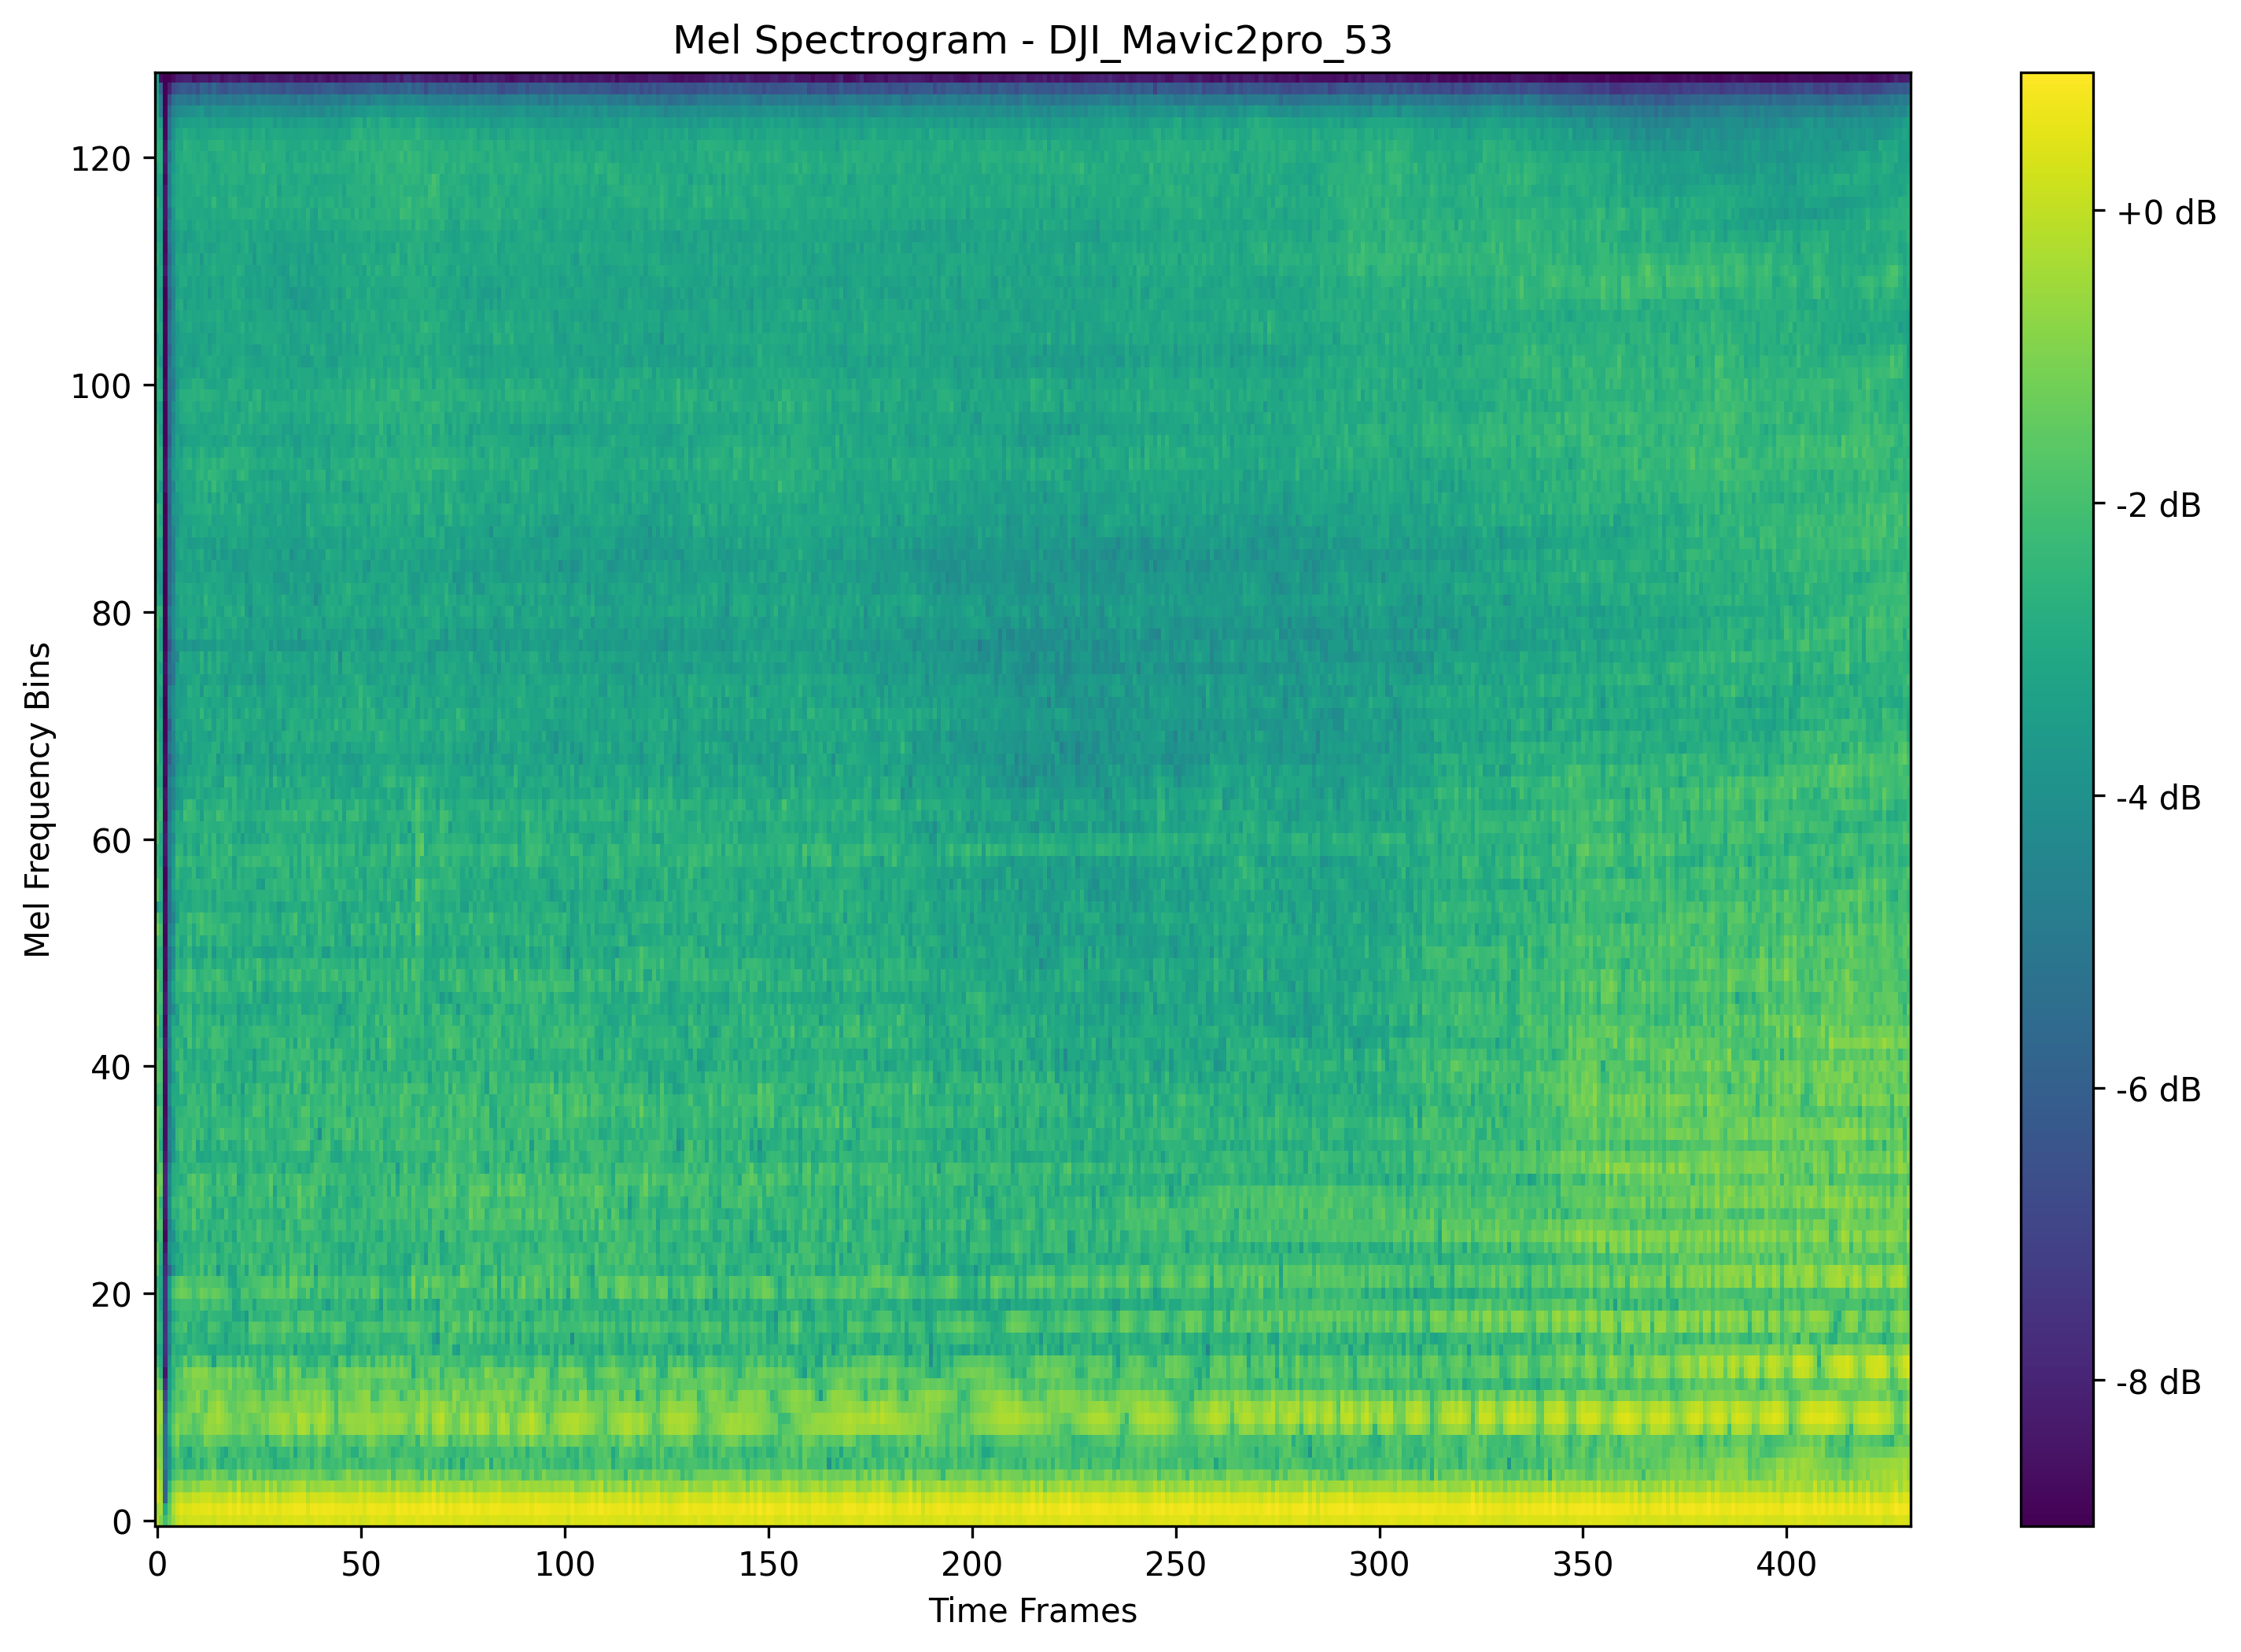 Mel Spectrogram - DJI_Mavic2pro_53
Mel Frequency Bins
120
100
80
60
40
20
0
0 50 100 150 200 250 300 350 400
Time Frames
+0 dB
-2 dB
-4 dB
-6 dB
-8 dB